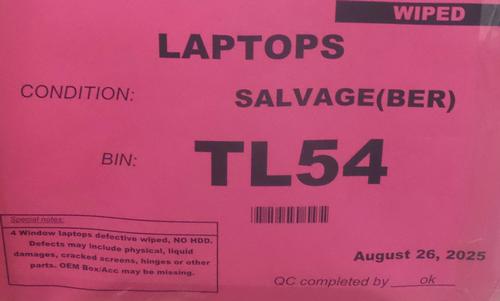 WIPED
LAPTOPS
CONDITION: SALVAGE(BER)
BIN: TL54
Special notes:
4 Window laptops defective wiped, NO HDD.
Defects may include physical, liquid
damages, cracked screens, hinges or other
parts. OEM Box/Acc may be missing.
August 26, 2025
QC completed by ok